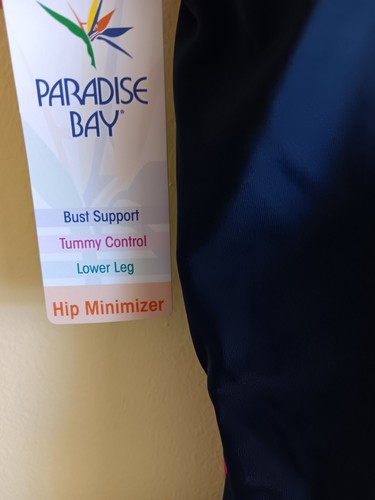 PARADISE
BAY®
Bust Support
Tummy Control
Lower Leg
Hip Minimizer